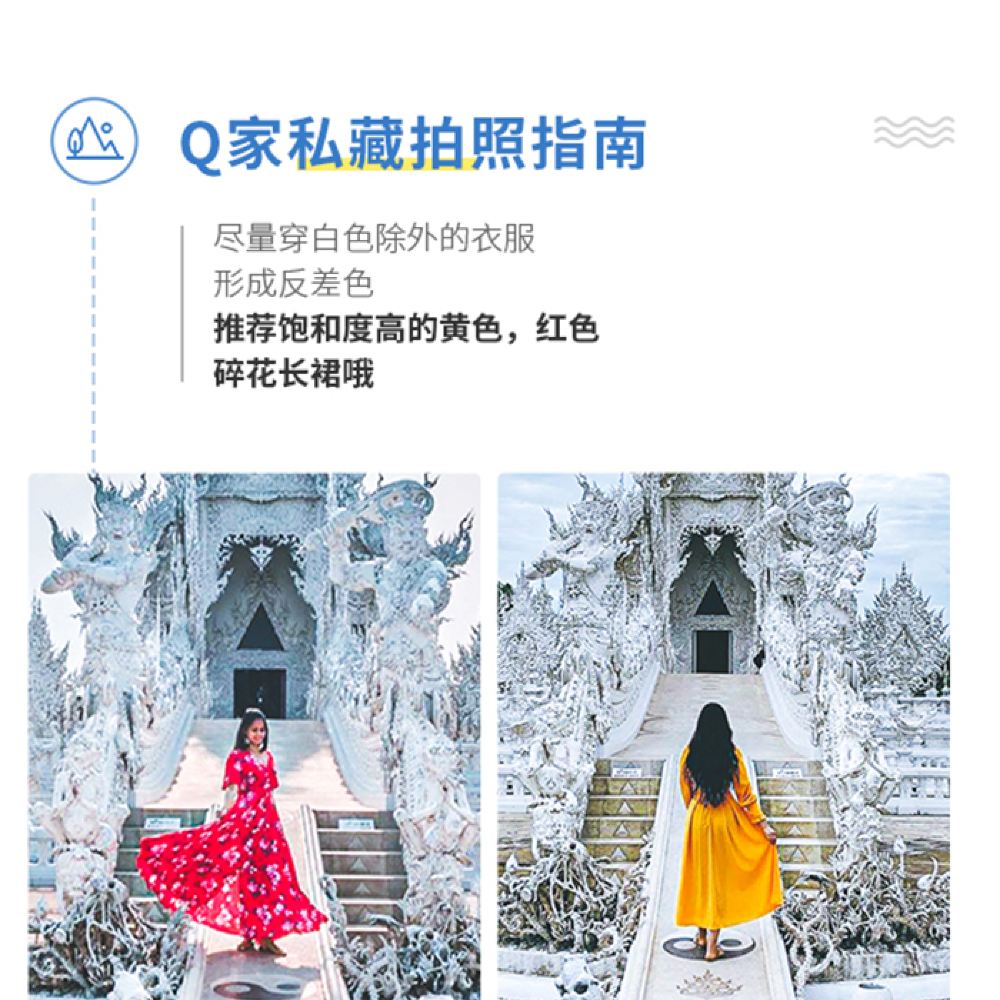 Q家私藏拍照指南
尽量穿白色除外的衣服
形成反差色
推荐饱和度高的黄色，红色
碎花长裙哦